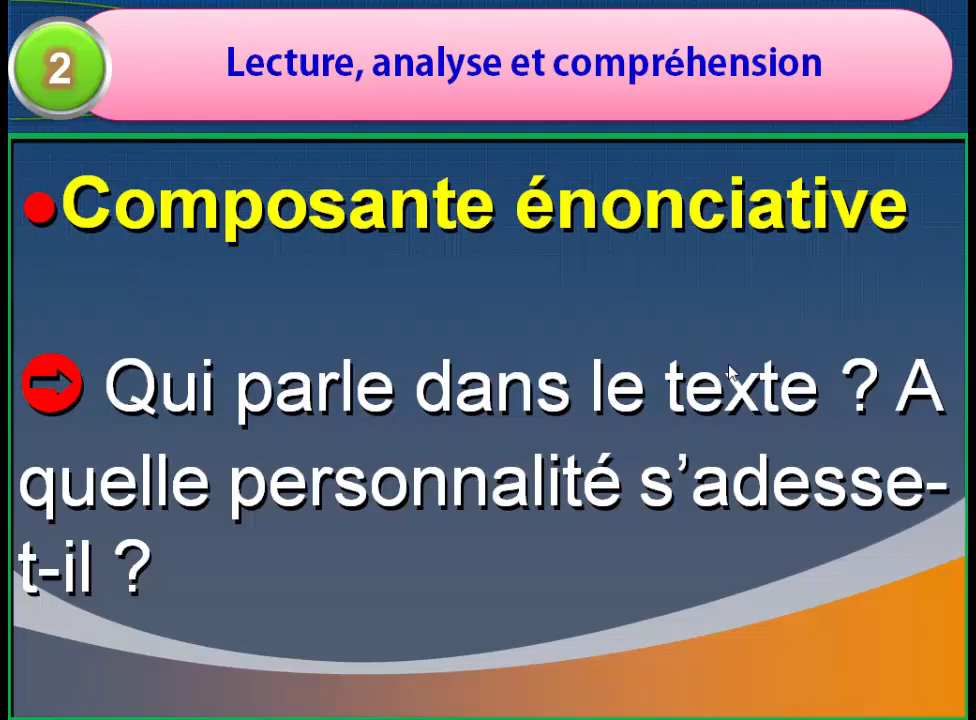 2
Lecture, analyse et compréhension
●Composante énonciative
➡ Qui parle dans le texte ? A
quelle personnalité s’adesse-
t-il ?